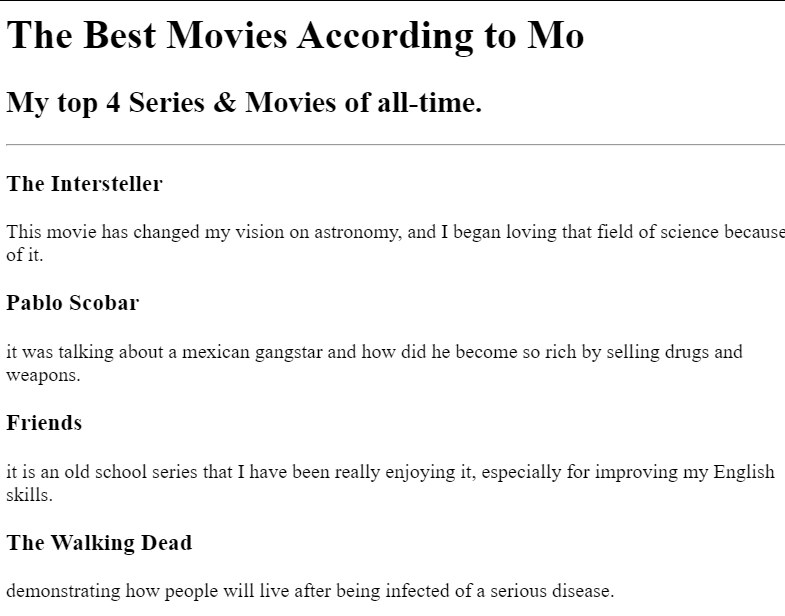 The Best Movies According to Mo
My top 4 Series & Movies of all-time.
The Intersteller
This movie has changed my vision on astronomy, and I began loving that field of science because
of it.
Pablo Scobar
it was talking about a mexican gangstar and how did he become so rich by selling drugs and
weapons.
Friends
it is an old school series that I have been really enjoying it, especially for improving my English
skills.
The Walking Dead
demonstrating how people will live after being infected of a serious disease.